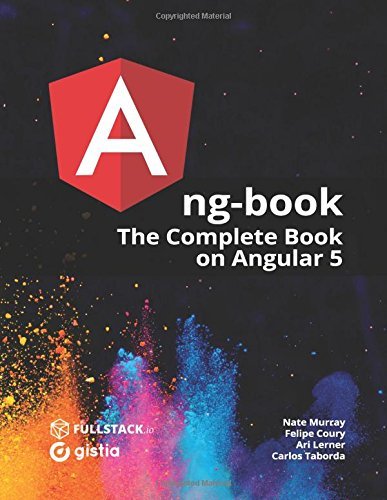 Copyrighted Material
A
ng-book
The Complete Book
on Angular 5
Nate Murray
Felipe Coury
Ari Lerner
Carlos Taborda
FULLSTACK.io
gistia